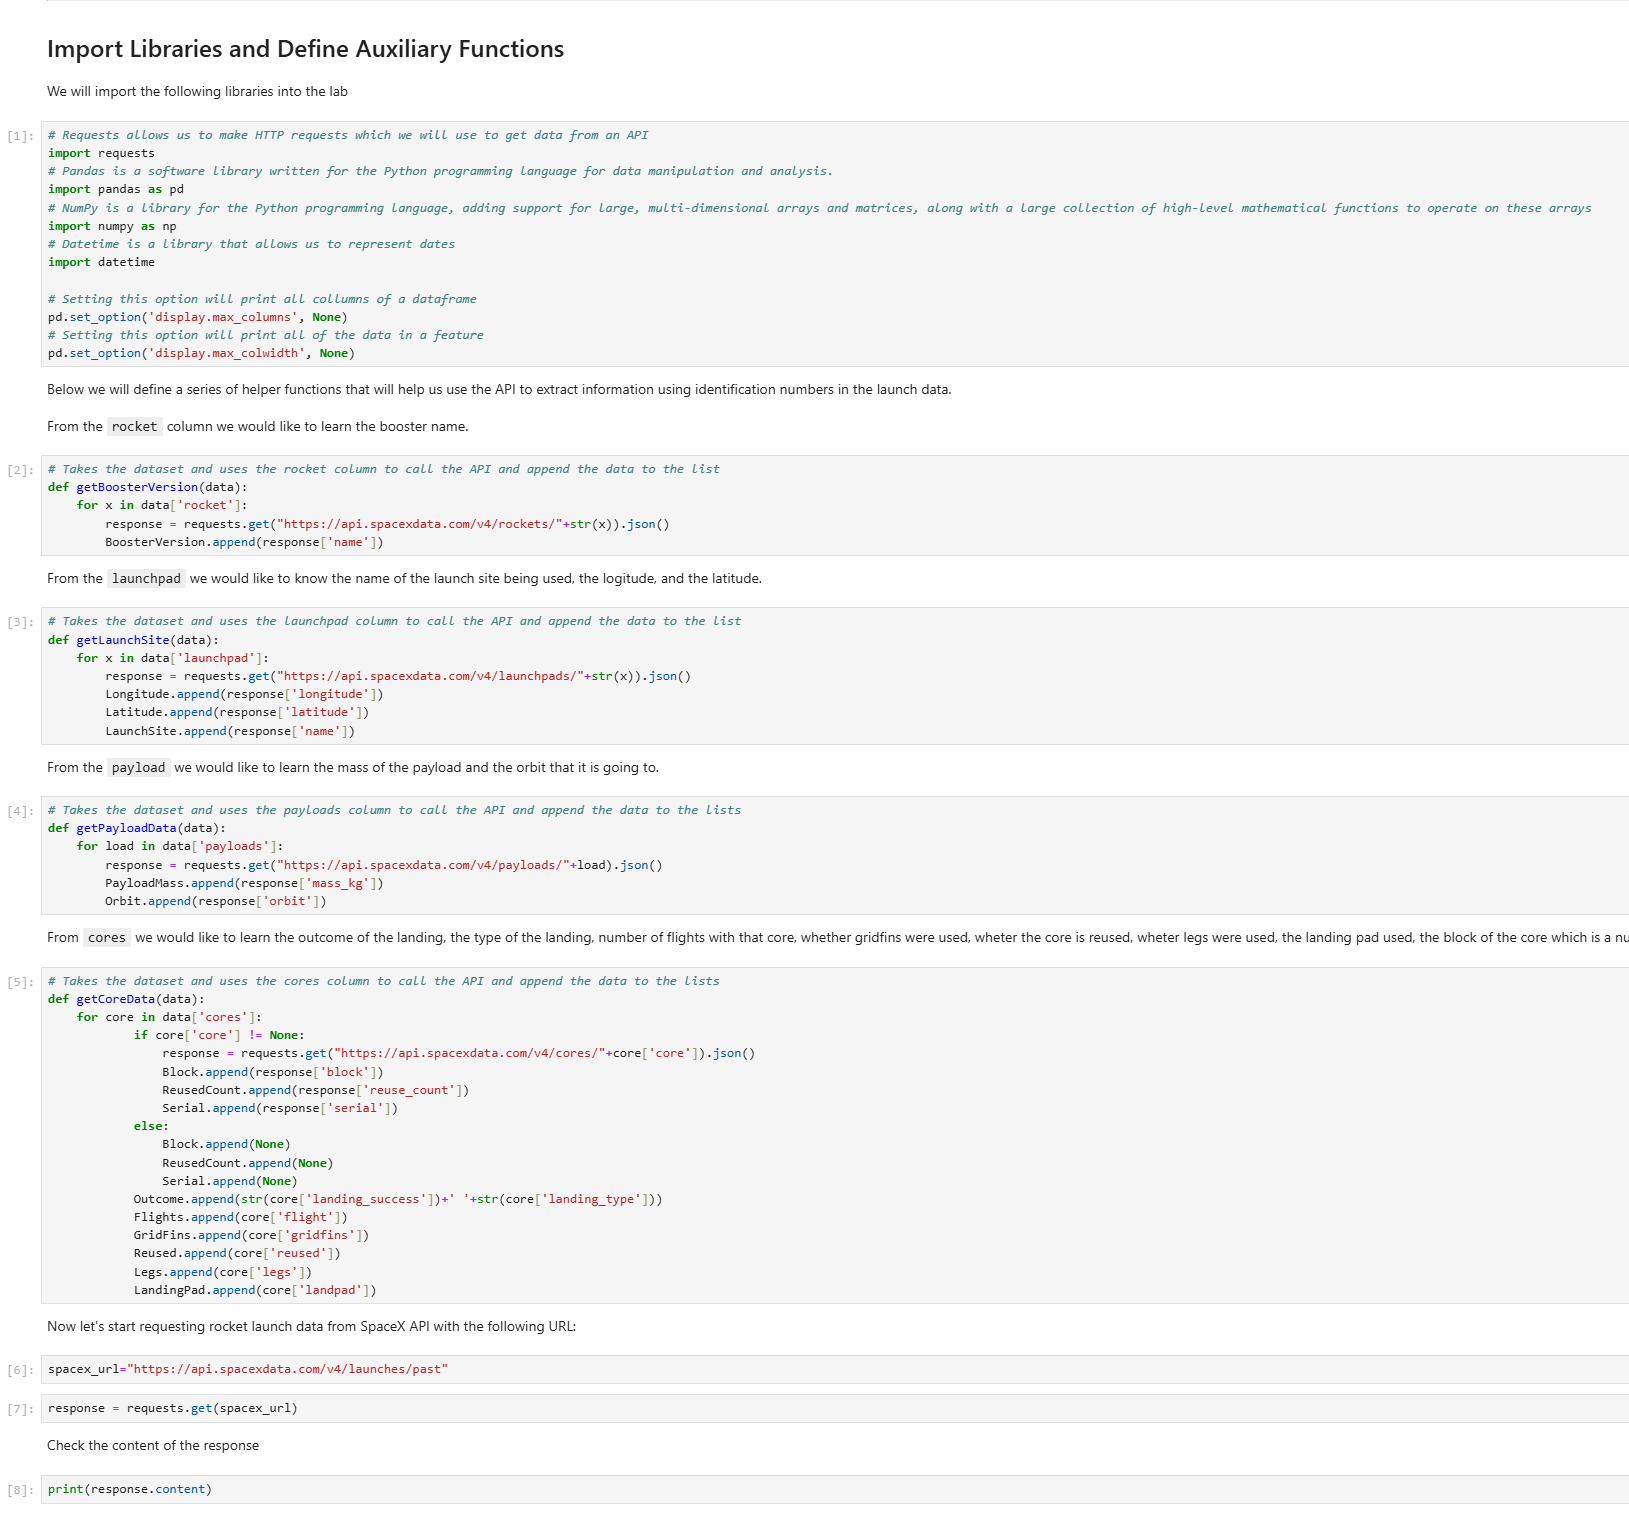 Import Libraries and Define Auxiliary Functions
We will import the following libraries into the lab
[1]:
# Requests allows us to make HTTP requests which we will use to get data from an API
import requests
# Pandas is a software library written for the Python programming language for data manipulation and analysis.
import pandas as pd
# NumPy is a library for the Python programming language, adding support for large, multi-dimensional arrays and matrices, along with a large collection of high-level mathematical functions to operate on these arrays
import numpy as np
# Datetime is a library that allows us to represent dates
import datetime

# Setting this option will print all collumns of a dataframe
pd.set_option('display.max_columns', None)
# Setting this option will print all of the data in a feature
pd.set_option('display.max_colwidth', None)
Below we will define a series of helper functions that will help us use the API to extract information using identification numbers in the launch data.
From the rocket column we would like to learn the booster name.
[2]:
# Takes the dataset and uses the rocket column to call the API and append the data to the list
def getBoosterVersion(data):
    for x in data['rocket']:
        response = requests.get("https://api.spacexdata.com/v4/rockets/"+str(x)).json()
        BoosterVersion.append(response['name'])
From the launchpad we would like to know the name of the launch site being used, the logitude, and the latitude.
[3]:
# Takes the dataset and uses the launchpad column to call the API and append the data to the list
def getLaunchSite(data):
    for x in data['launchpad']:
        response = requests.get("https://api.spacexdata.com/v4/launchpads/"+str(x)).json()
        Longitude.append(response['longitude'])
        Latitude.append(response['latitude'])
        LaunchSite.append(response['name'])
From the payload we would like to learn the mass of the payload and the orbit that it is going to.
[4]:
# Takes the dataset and uses the payloads column to call the API and append the data to the lists
def getPayloadData(data):
    for load in data['payloads']:
        response = requests.get("https://api.spacexdata.com/v4/payloads/"+load).json()
        PayloadMass.append(response['mass_kg'])
        Orbit.append(response['orbit'])
From cores we would like to learn the outcome of the landing, the type of the landing, number of flights with that core, whether gridfins were used, wheter the core is reused, wheter legs were used, the landing pad used, the block of the core which is a nu
[5]:
# Takes the dataset and uses the cores column to call the API and append the data to the lists
def getCoreData(data):
    for core in data['cores']:
            if core['core'] != None:
                response = requests.get("https://api.spacexdata.com/v4/cores/"+core['core']).json()
                Block.append(response['block'])
                ReusedCount.append(response['reuse_count'])
                Serial.append(response['serial'])
            else:
                Block.append(None)
                ReusedCount.append(None)
                Serial.append(None)
            Outcome.append(str(core['landing_success'])+' '+str(core['landing_type']))
            Flights.append(core['flight'])
            GridFins.append(core['gridfins'])
            Reused.append(core['reused'])
            Legs.append(core['legs'])
            LandingPad.append(core['landpad'])
Now let's start requesting rocket launch data from SpaceX API with the following URL:
[6]:
spacex_url="https://api.spacexdata.com/v4/launches/past"
[7]:
response = requests.get(spacex_url)
Check the content of the response
[8]:
print(response.content)